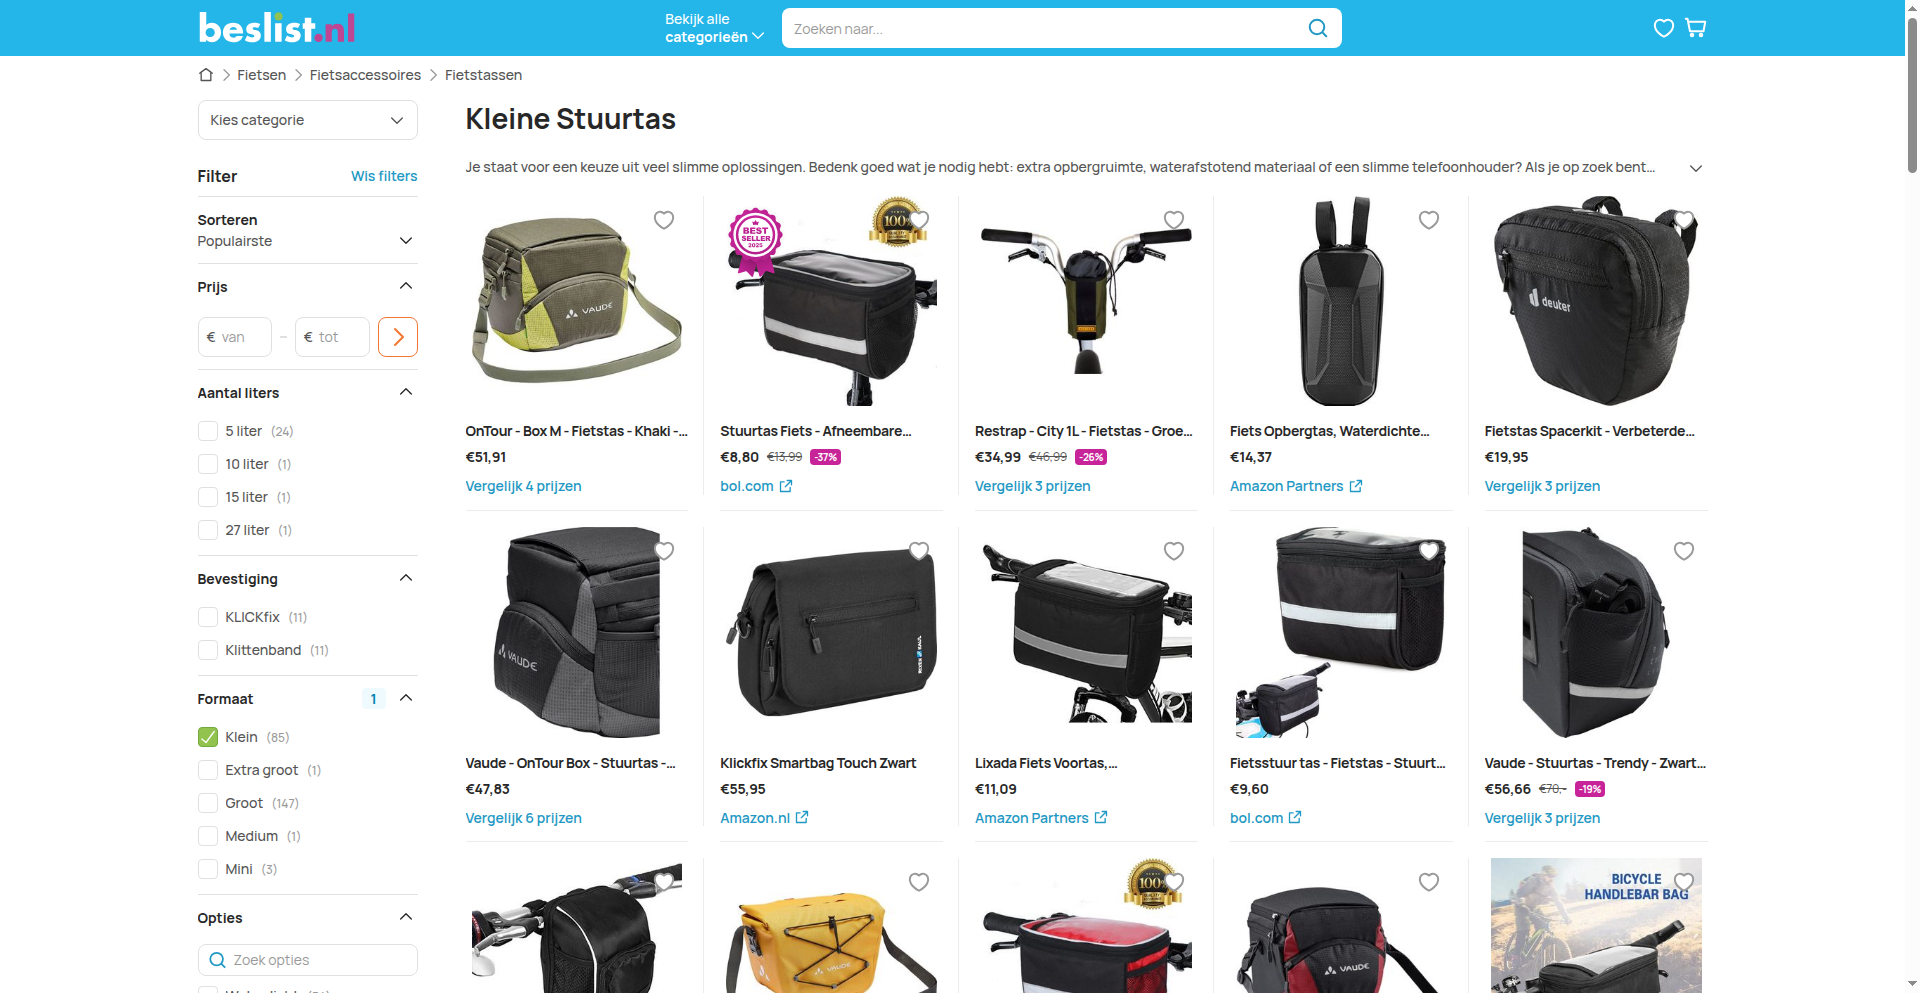 beslist.nl
Bekijk alle
categorieën
Zoeken naar...
Fietsen
Fietsaccessoires
Fietstassen
Kies categorie
Kleine Stuurtas
Je staat voor een keuze uit veel slimme oplossingen. Bedenk goed wat je nodig hebt: extra opbergruimte, waterafstotend materiaal of een slimme telefoonhouder? Als je op zoek bent...
Filter
Wis filters
Sorteren
Populairste
Prijs
€ van
–
€ tot
Aantal liters
5 liter (24)
10 liter (1)
15 liter (1)
27 liter (1)
Bevestiging
KLICKfix (11)
Klittenband (11)
Formaat 1
Klein (85)
Extra groot (1)
Groot (147)
Medium (1)
Mini (3)
Opties
Zoek opties
VAUDE
OnTour - Box M - Fietstas - Khaki -...
€51,91
Vergelijk 4 prijzen
BEST
SELLER
2025
100%
Stuurtas Fiets - Afneembare...
€8,80 €13,99 -37%
bol.com
Restrap - City 1L - Fietstas - Groe...
€34,99 €46,99 -26%
Vergelijk 3 prijzen
Fiets Opbergtas, Waterdichte...
€14,37
Amazon Partners
deuter
Fietstas Spacerkit - Verbeterde...
€19,95
Vergelijk 3 prijzen
VAUDE
Vaude - OnTour Box - Stuurtas -...
€47,83
Vergelijk 6 prijzen
Klickfix Smartbag Touch Zwart
€55,95
Amazon.nl
Lixada Fiets Voortas,...
€11,09
Amazon Partners
Fietsstuur tas - Fietstas - Stuurt...
€9,60
bol.com
Vaude - Stuurtas - Trendy - Zwart...
€56,66 €70,- -19%
Vergelijk 3 prijzen
VAUDE
100%
VAUDE
BICYCLE
HANDLEBAR BAG